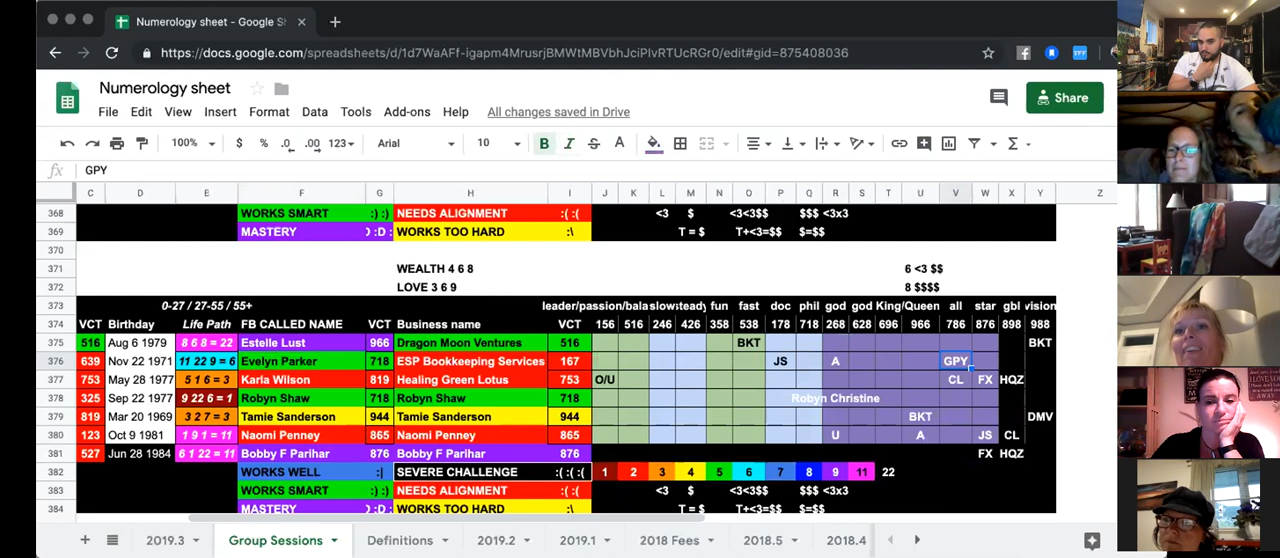 Numerology sheet - Google Sh
https://docs.google.com/spreadsheets/d/1d7WaAFf-igapm4MrusrjBMWtMBVbhJciPlvRTUcRGr0/edit#gid=875408036
Numerology sheet
File Edit View Insert Format Data Tools Add-ons Help All changes saved in Drive
Share
100% $ % .0 .00 123 Arial 10 B I S A
fx GPY
C D E F G H I J K L M N O P Q R S T U V W X Y Z
368 WORKS SMART :) :) NEEDS ALIGNMENT :( :( <3 $ <3<3$$ $$$ <3x3
369 MASTERY :D : WORKS TOO HARD :\ T = $ T+<3=$$ $=$$
370
371 WEALTH 4 6 8 6 <3 $$
372 LOVE 3 6 9 8 $$$$
373 0-27 / 27-55 / 55+ leader/passion/bala slow steady fun fast doc phil god god King/Queen all star gbl vision
374 VCT Birthday Life Path FB CALLED NAME VCT Business name VCT 156 516 246 426 358 538 178 718 268 628 696 966 786 876 898 988
375 516 Aug 6 1979 8 6 8 = 22 Estelle Lust 966 Dragon Moon Ventures 516 BKT BKT
376 639 Nov 22 1971 11 22 9 = 6 Evelyn Parker 718 ESP Bookkeeping Services 167 JS A GPY
377 753 May 28 1977 5 1 6 = 3 Karla Wilson 819 Healing Green Lotus 753 O/U CL FX HQZ
378 325 Sep 22 1977 9 22 6 = 1 Robyn Shaw 718 Robyn Shaw 718 Robyn Christine
379 819 Mar 20 1969 3 2 7 = 3 Tamie Sanderson 944 Tamie Sanderson 944 BKT DMV
380 123 Oct 9 1981 1 9 1 = 11 Naomi Penney 865 Naomi Penney 865 U A JS CL
381 527 Jun 28 1984 6 1 22 = 11 Bobby F Parihar 876 Bobby F Parihar 876 FX HQZ
382 WORKS WELL :| SEVERE CHALLENGE :( :( :( 1 2 3 4 5 6 7 8 9 11 22
383 WORKS SMART :) :) NEEDS ALIGNMENT :( :( <3 $ <3<3$$ $$$ <3x3
384 MASTERY :D : WORKS TOO HARD :\ T = $ T+<3=$$ $=$$
2019.3 Group Sessions Definitions 2019.2 2019.1 2018 Fees 2018.5 2018.4